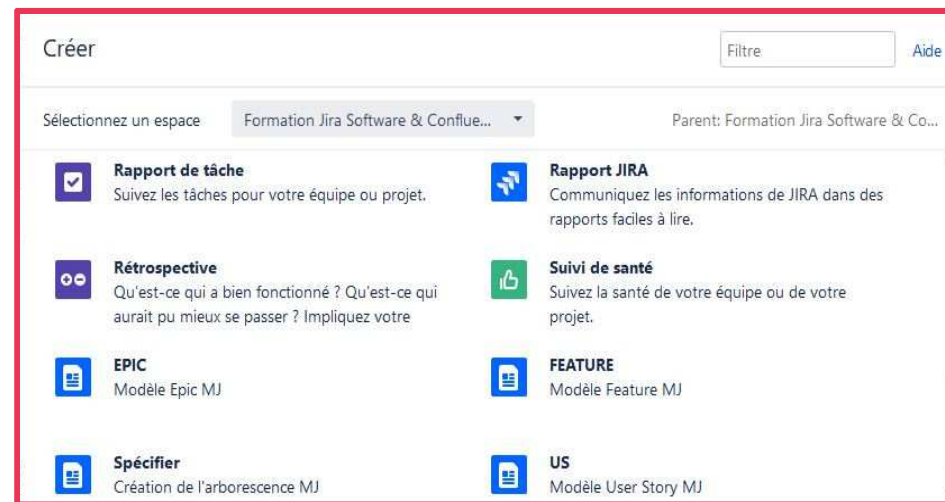 Créer
Filtre
Aide
Sélectionnez un espace
Formation Jira Software & Conflue...
Parent: Formation Jira Software & Co...
Rapport de tâche
Suivez les tâches pour votre équipe ou projet.
Rapport JIRA
Communiquez les informations de JIRA dans des
rapports faciles à lire.
Rétrospective
Qu'est-ce qui a bien fonctionné ? Qu'est-ce qui
aurait pu mieux se passer ? Impliquez votre
Suivi de santé
Suivez la santé de votre équipe ou de votre
projet.
EPIC
Modèle Epic MJ
FEATURE
Modèle Feature MJ
Spécifier
Création de l'arborescence MJ
US
Modèle User Story MJ